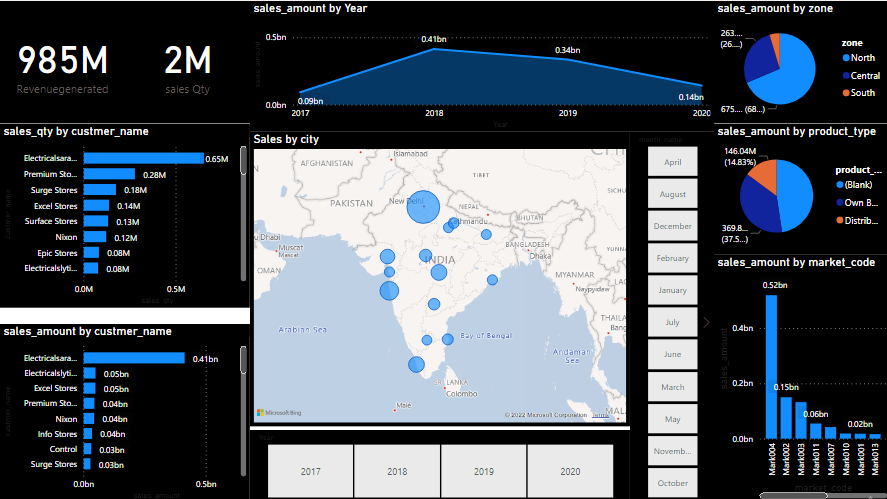 985M
Revenuegenerated
2M
sales Qty
sales_amount by Year
sales_amount
0.5bn
0.0bn
0.09bn
0.41bn
0.34bn
0.14bn
2017
2018
2019
2020
Year
sales_amount by zone
263....
(26....)
675.... (68...)
zone
North
Central
South
sales_qty by custmer_name
custmer_name
Electricalsara... 0.65M
Premium Sto... 0.28M
Surge Stores 0.18M
Excel Stores 0.14M
Surface Stores 0.13M
Nixon 0.12M
Epic Stores 0.08M
Electricalslyti... 0.08M
0.0M 0.5M
sales_qty
Sales by city
Islamabad
AFGHANISTAN
TIBET
PAKISTAN
New Delhi
NEPAL
Kathmandu
BHUTAN
BANGLADESH
Dhaka
Muscat
Muscat
OMAN
INDIA
MYANMAR
Naypyidaw
Arabian Sea
Bay of Bengal
Andaman
Sea
SRI LANKA
Colombo
Malé
Microsoft Bing
© 2022 Microsoft Corporation Terms
month_name
April
August
December
February
January
July
June
March
May
Novemb...
October
sales_amount by product_type
146.04M
(14.83%)
369.8...
(37.5...)
product_...
(Blank)
Own B...
Distrib...
sales_amount by custmer_name
custmer_name
Electricalsara... 0.41bn
Electricalslyti... 0.05bn
Excel Stores 0.05bn
Premium Sto... 0.04bn
Nixon 0.04bn
Info Stores 0.04bn
Control 0.03bn
Surge Stores 0.03bn
0.0bn 0.5bn
sales_amount
Year
2017
2018
2019
2020
sales_amount by market_code
sales_amount
0.4bn
0.2bn
0.0bn
0.52bn
0.15bn
0.06bn
0.02bn
Mark004
Mark002
Mark003
Mark011
Mark007
Mark010
Mark001
Mark013
market_code